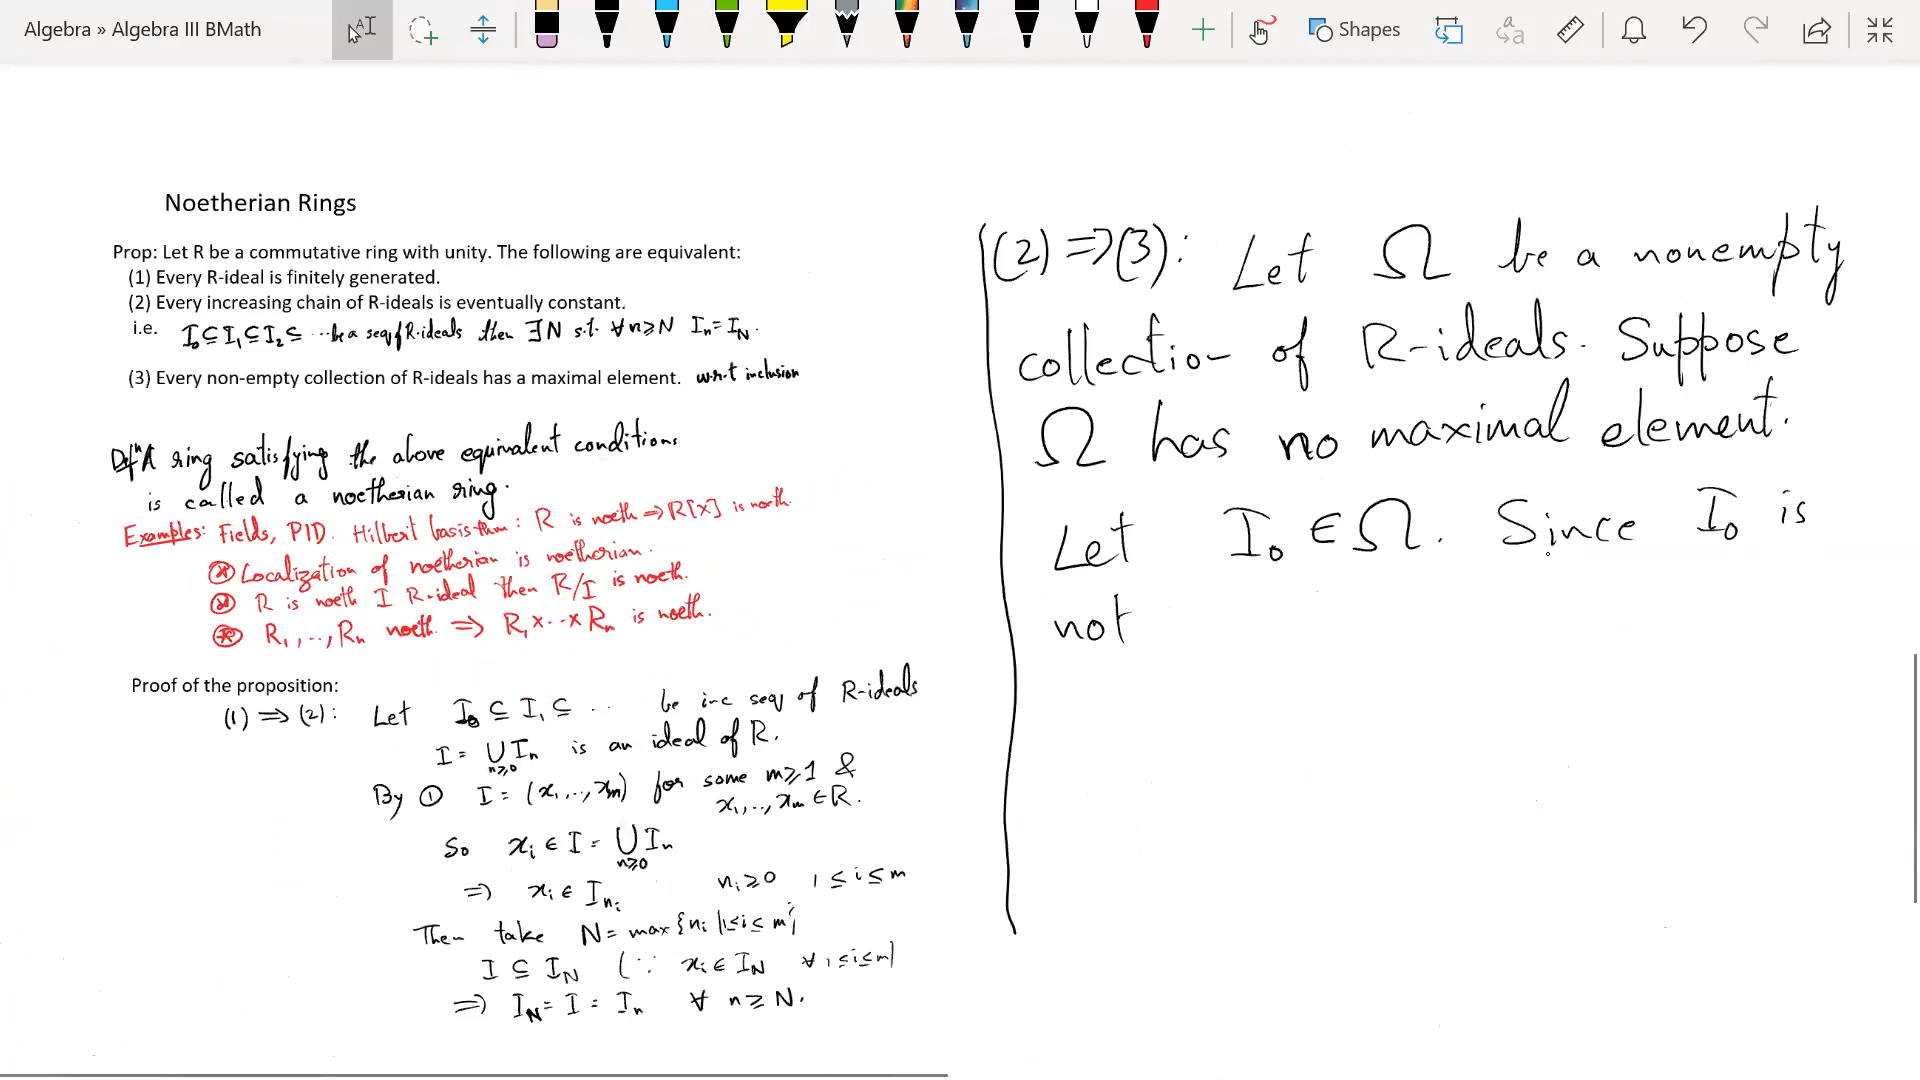 Algebra » Algebra III BMath
Shapes
Noetherian Rings
Prop: Let R be a commutative ring with unity. The following are equivalent:
(1) Every R-ideal is finitely generated.
(2) Every increasing chain of R-ideals is eventually constant.
i.e. I₀ ⊆ I₁ ⊆ I₂ ⊆ ... be a seq of R-ideals then ∃ N s.t. ∀ n ≥ N Iₙ = I_N.
(3) Every non-empty collection of R-ideals has a maximal element. w.r.t inclusion
Defⁿ A ring satisfying the above equivalent conditions
is called a noetherian ring.
Examples: Fields, PID. Hilbert basis thm: R is noeth ⇒ R[X] is noeth.
⊛ Localization of noetherian is noetherian.
⊛ R is noeth I R-ideal then R/I is noeth.
⊛ R₁, .., Rₙ noeth. ⇒ R₁ x ... x Rₙ is noeth.
Proof of the proposition:
(1) ⇒ (2): Let I₀ ⊆ I₁ ⊆ ... be inc seq of R-ideals
I = ⋃_{n≥0} Iₙ is an ideal of R.
By ① I = (x₁, .., xₘ) for some m ≥ 1 &
x₁, .., xₘ ∈ R.
So xᵢ ∈ I = ⋃_{n≥0} Iₙ
⇒ xᵢ ∈ I_{nᵢ} nᵢ ≥ 0 1 ≤ i ≤ m
Then take N = max{nᵢ | 1 ≤ i ≤ m}
I ⊆ I_N (∵ xᵢ ∈ I_N ∀ 1 ≤ i ≤ m)
⇒ I_N = I = Iₙ ∀ n ≥ N.
(2) ⇒ (3): Let Ω be a nonempty
collection of R-ideals. Suppose
Ω has no maximal element.
Let I₀ ∈ Ω. Since I₀ is
not